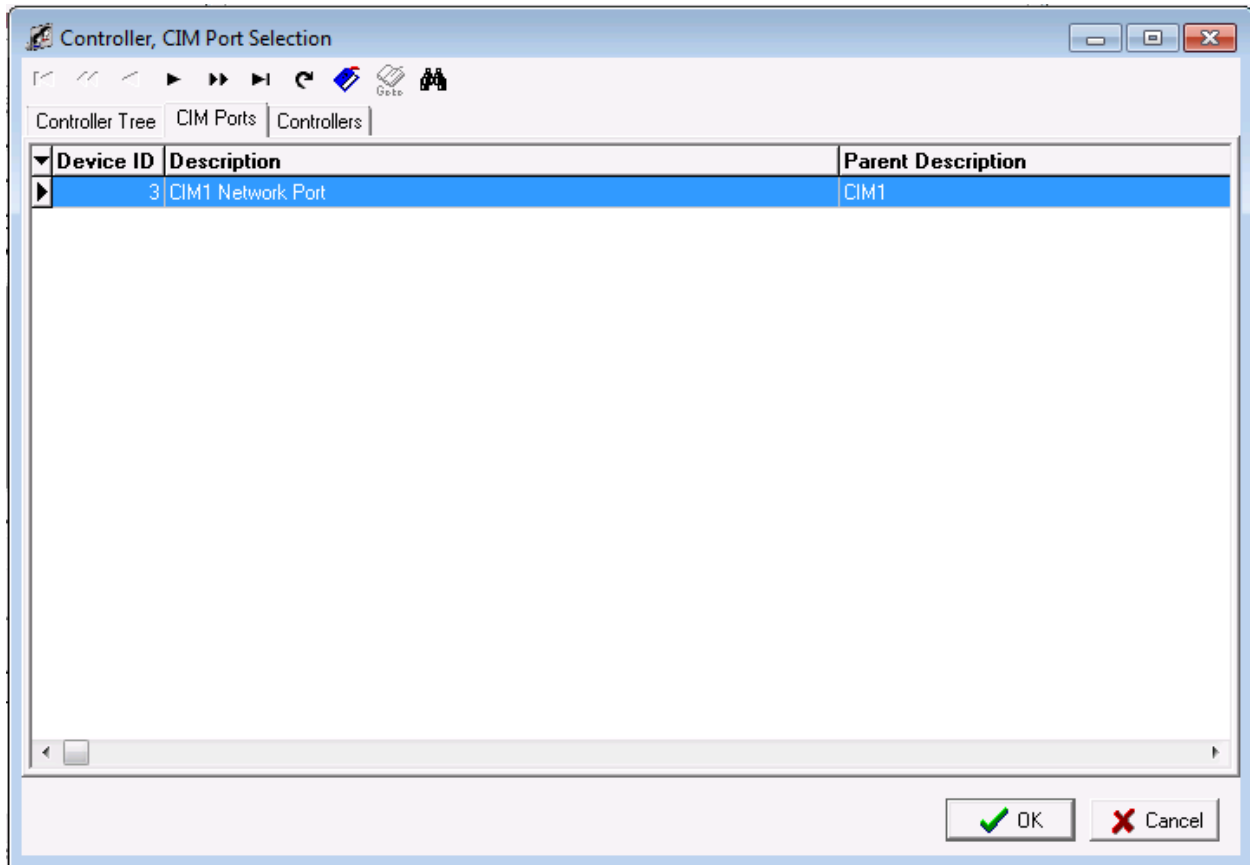 Controller, CIM Port Selection
Goto
Controller Tree CIM Ports Controllers
Device ID Description Parent Description
3 CIM1 Network Port CIM1
OK Cancel